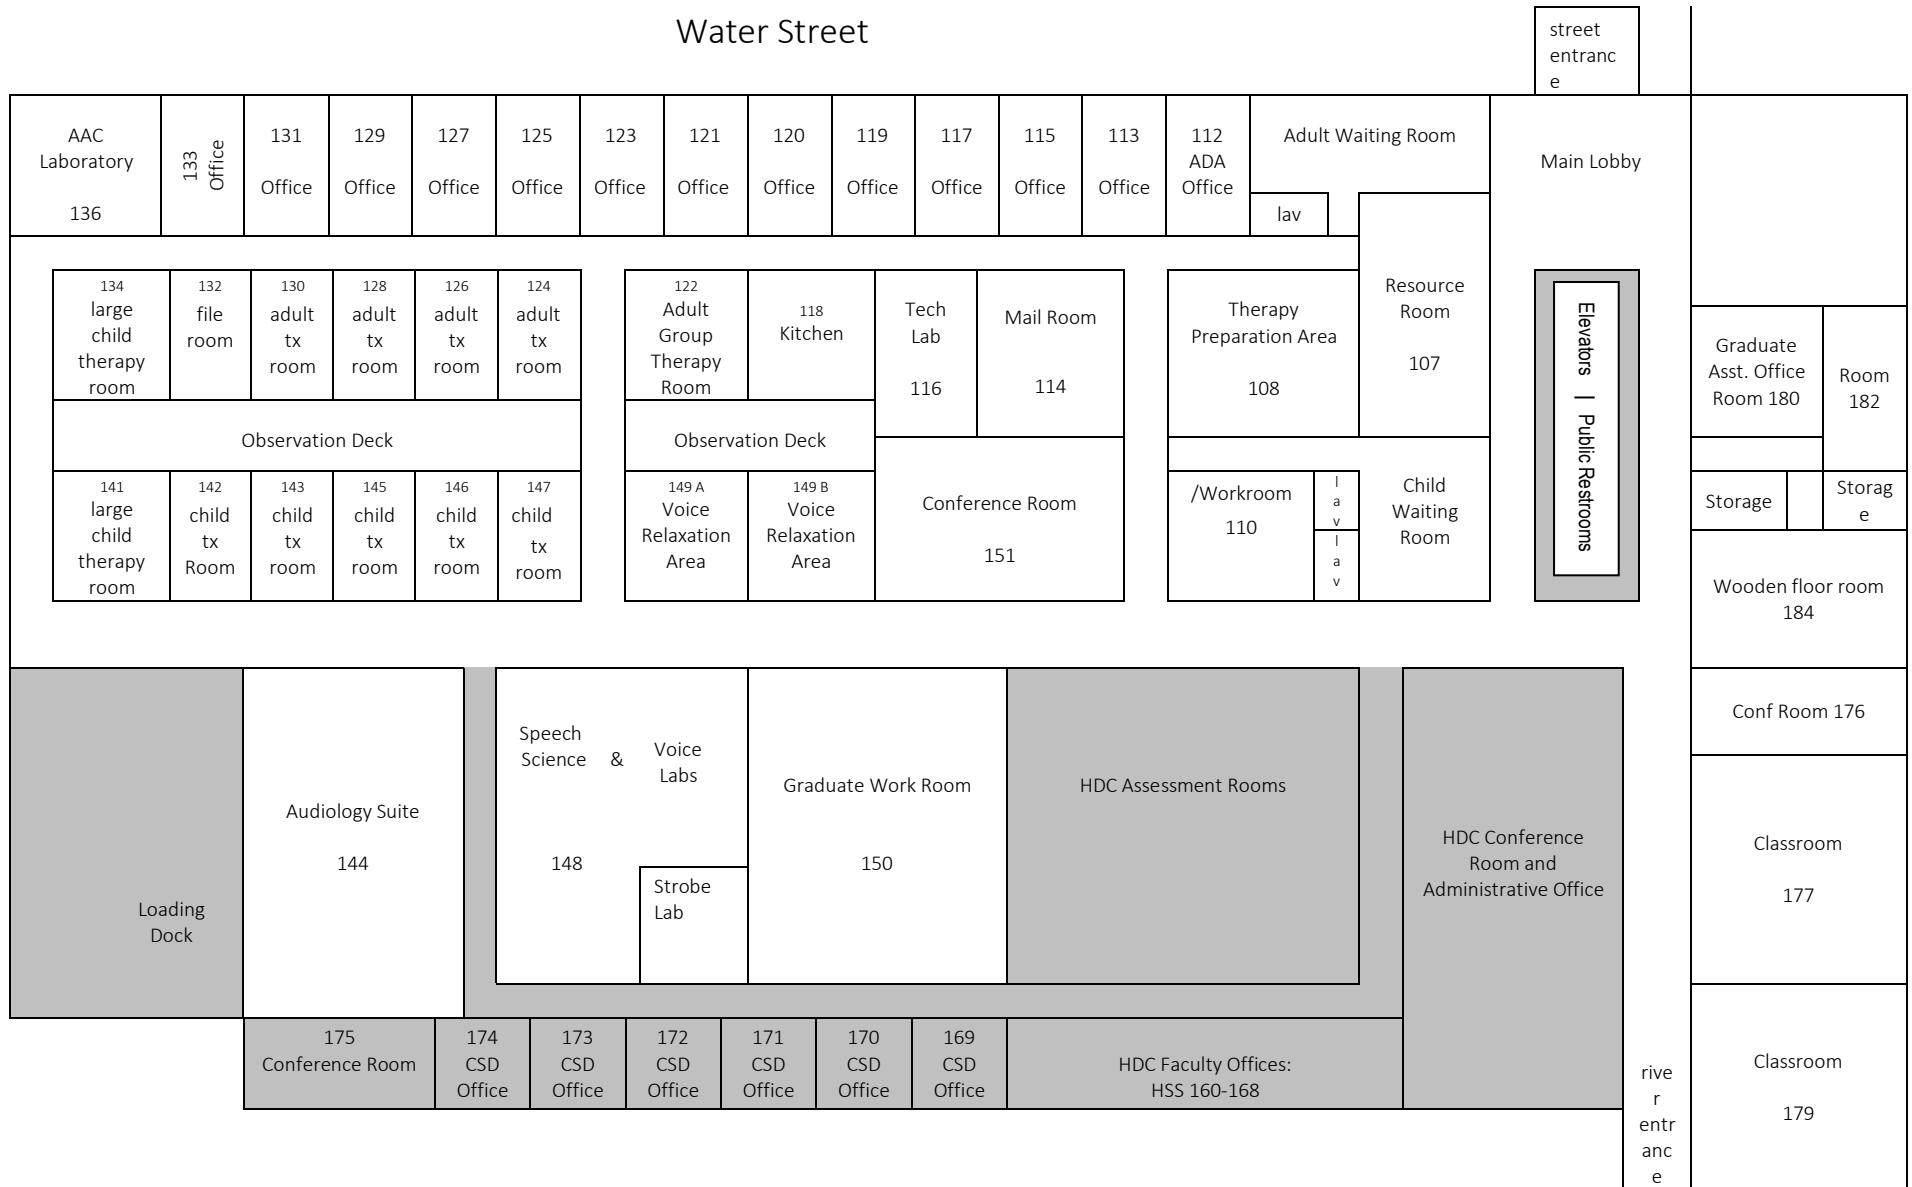 Water Street
street
entranc
e
AAC
Laboratory
136
133
Office
131
Office
129
Office
127
Office
125
Office
123
Office
121
Office
120
Office
119
Office
117
Office
115
Office
113
Office
112
ADA
Office
Adult Waiting Room
lav
Main Lobby
134
large
child
therapy
room
132
file
room
130
adult
tx
room
128
adult
tx
room
126
adult
tx
room
124
adult
tx
room
122
Adult
Group
Therapy
Room
118
Kitchen
Tech
Lab
116
Mail Room
114
Therapy
Preparation Area
108
Resource
Room
107
Elevators | Public Restrooms
Graduate
Asst. Office
Room 180
Room
182
Observation Deck
Observation Deck
141
large
child
therapy
room
142
child
tx
Room
143
child
tx
room
145
child
tx
room
146
child
tx
room
147
child
tx
room
149 A
Voice
Relaxation
Area
149 B
Voice
Relaxation
Area
Conference Room
151
/Workroom
110
l
a
v
l
a
v
Child
Waiting
Room
Storage
Storag
e
Wooden floor room
184
Loading
Dock
Audiology Suite
144
Speech
Science & Voice
Labs
148
Strobe
Lab
Graduate Work Room
150
HDC Assessment Rooms
HDC Conference
Room and
Administrative Office
Conf Room 176
Classroom
177
175
Conference Room
174
CSD
Office
173
CSD
Office
172
CSD
Office
171
CSD
Office
170
CSD
Office
169
CSD
Office
HDC Faculty Offices:
HSS 160-168
rive
r
entr
anc
e
Classroom
179